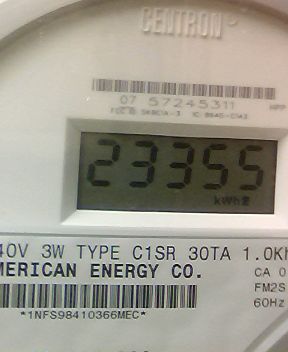 CENTRON
07 57245311
23355
kWh
40V 3W TYPE C1SR 30TA 1.0Kh
MERICAN ENERGY CO.
CA 0
FM2S
60Hz
*1NFS98410366MEC*